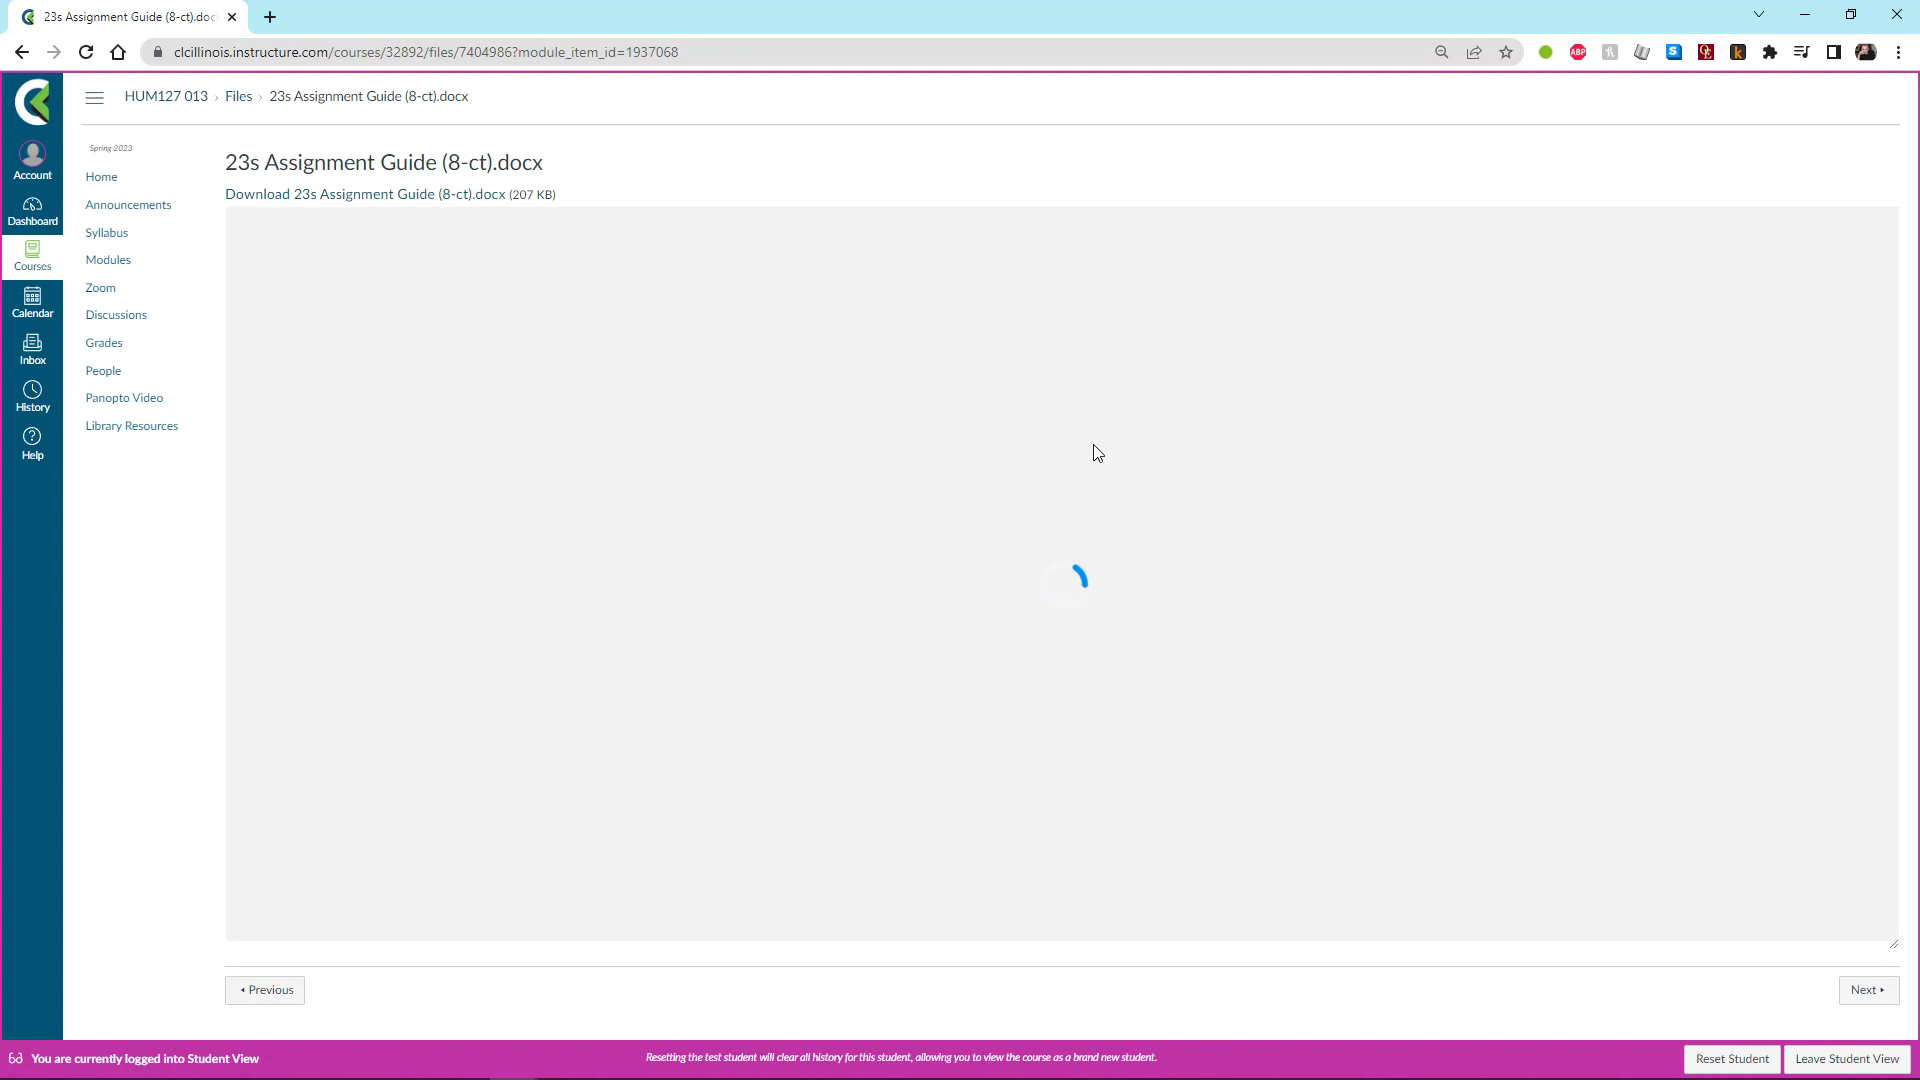 23s Assignment Guide (8-ct).doc
clcillinois.instructure.com/courses/32892/files/7404986?module_item_id=1937068
ABP
HUM127 013 › Files › 23s Assignment Guide (8-ct).docx
Spring 2023
Account
Dashboard
Courses
Calendar
Inbox
History
Help
Home
Announcements
Syllabus
Modules
Zoom
Discussions
Grades
People
Panopto Video
Library Resources
23s Assignment Guide (8-ct).docx
Download 23s Assignment Guide (8-ct).docx (207 KB)
Previous
Next
You are currently logged into Student View
Resetting the test student will clear all history for this student, allowing you to view the course as a brand new student.
Reset Student
Leave Student View